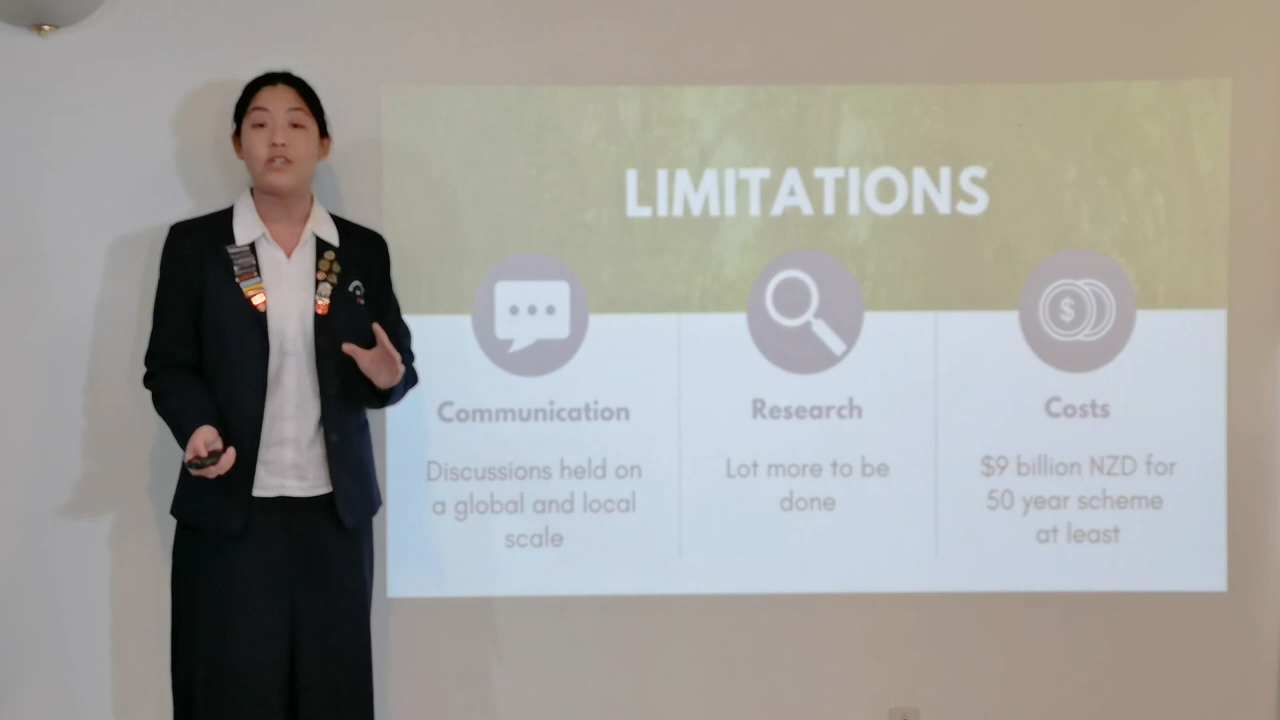 LIMITATIONS
Communication
Discussions held on
a global and local
scale
Research
Lot more to be
done
Costs
$9 billion NZD for
50 year scheme
at least